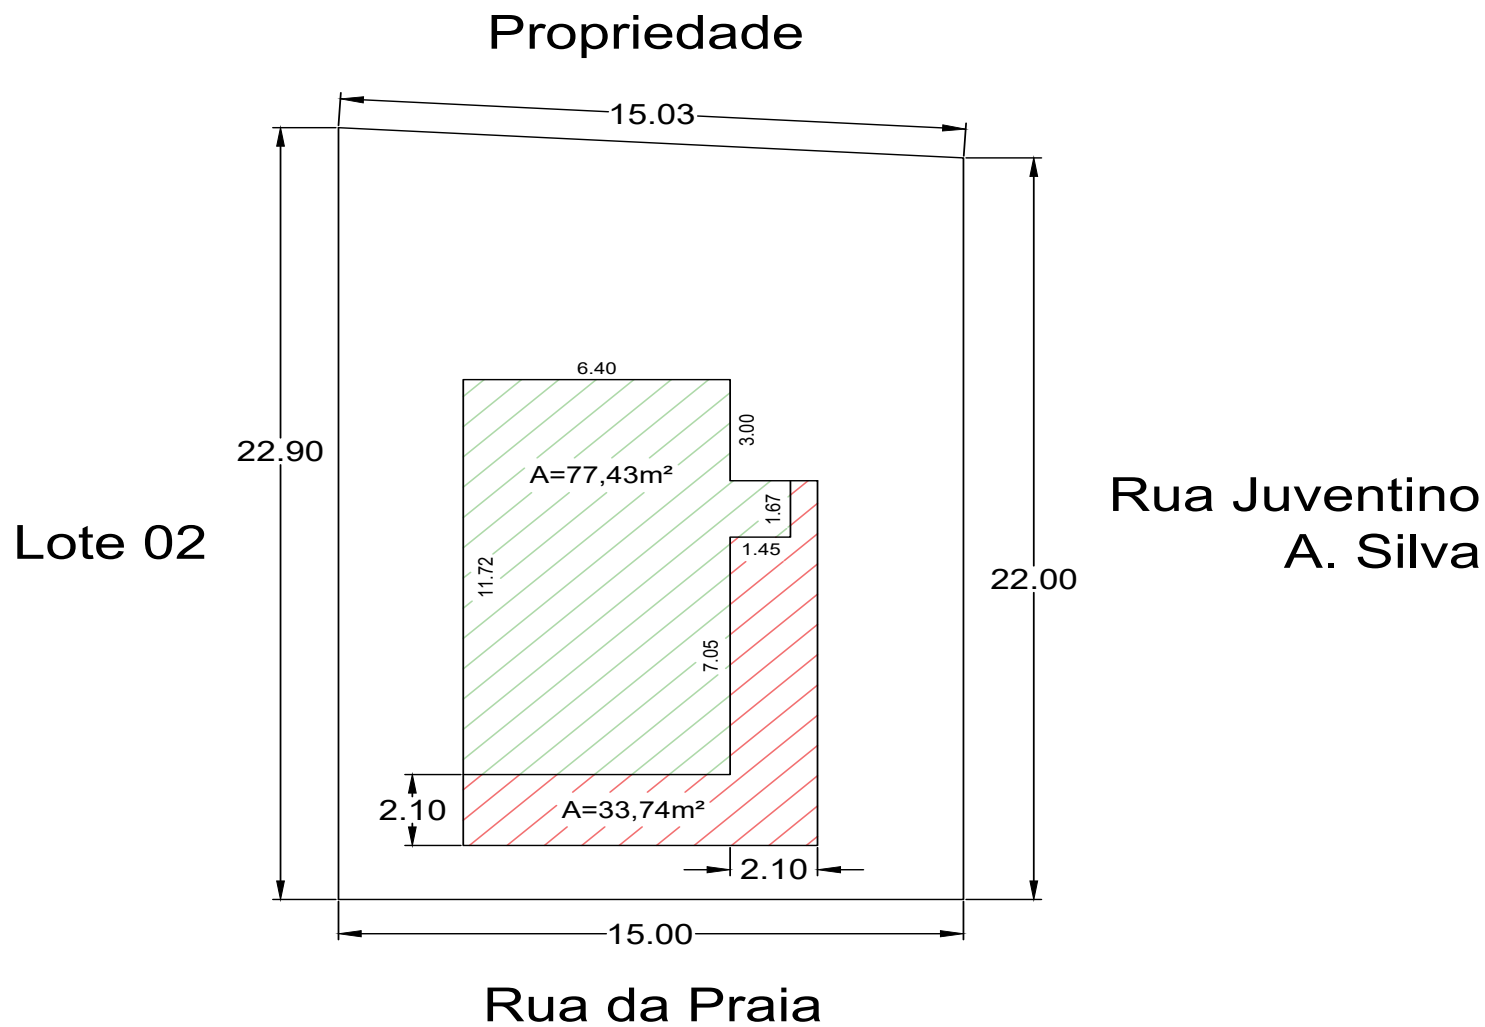 Propriedade
15.03
6.40
3.00
22.90
A=77,43m²
Rua Juventino
A. Silva
1.67
Lote 02
1.45
11.72
22.00
7.05
2.10
A=33,74m²
2.10
15.00
Rua da Praia